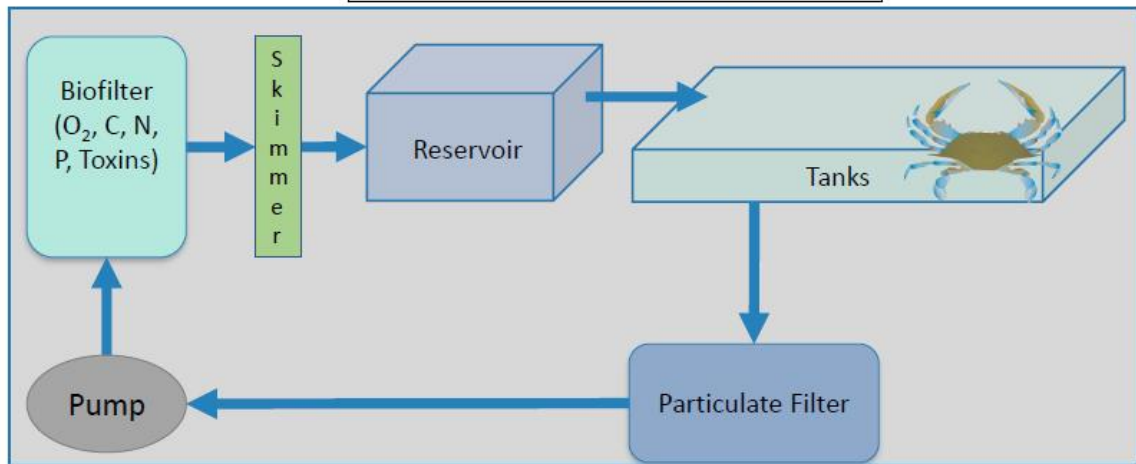 Biofilter
(O₂, C, N,
P, Toxins)
S
k
i
m
m
e
r
Reservoir
Tanks
Pump
Particulate Filter